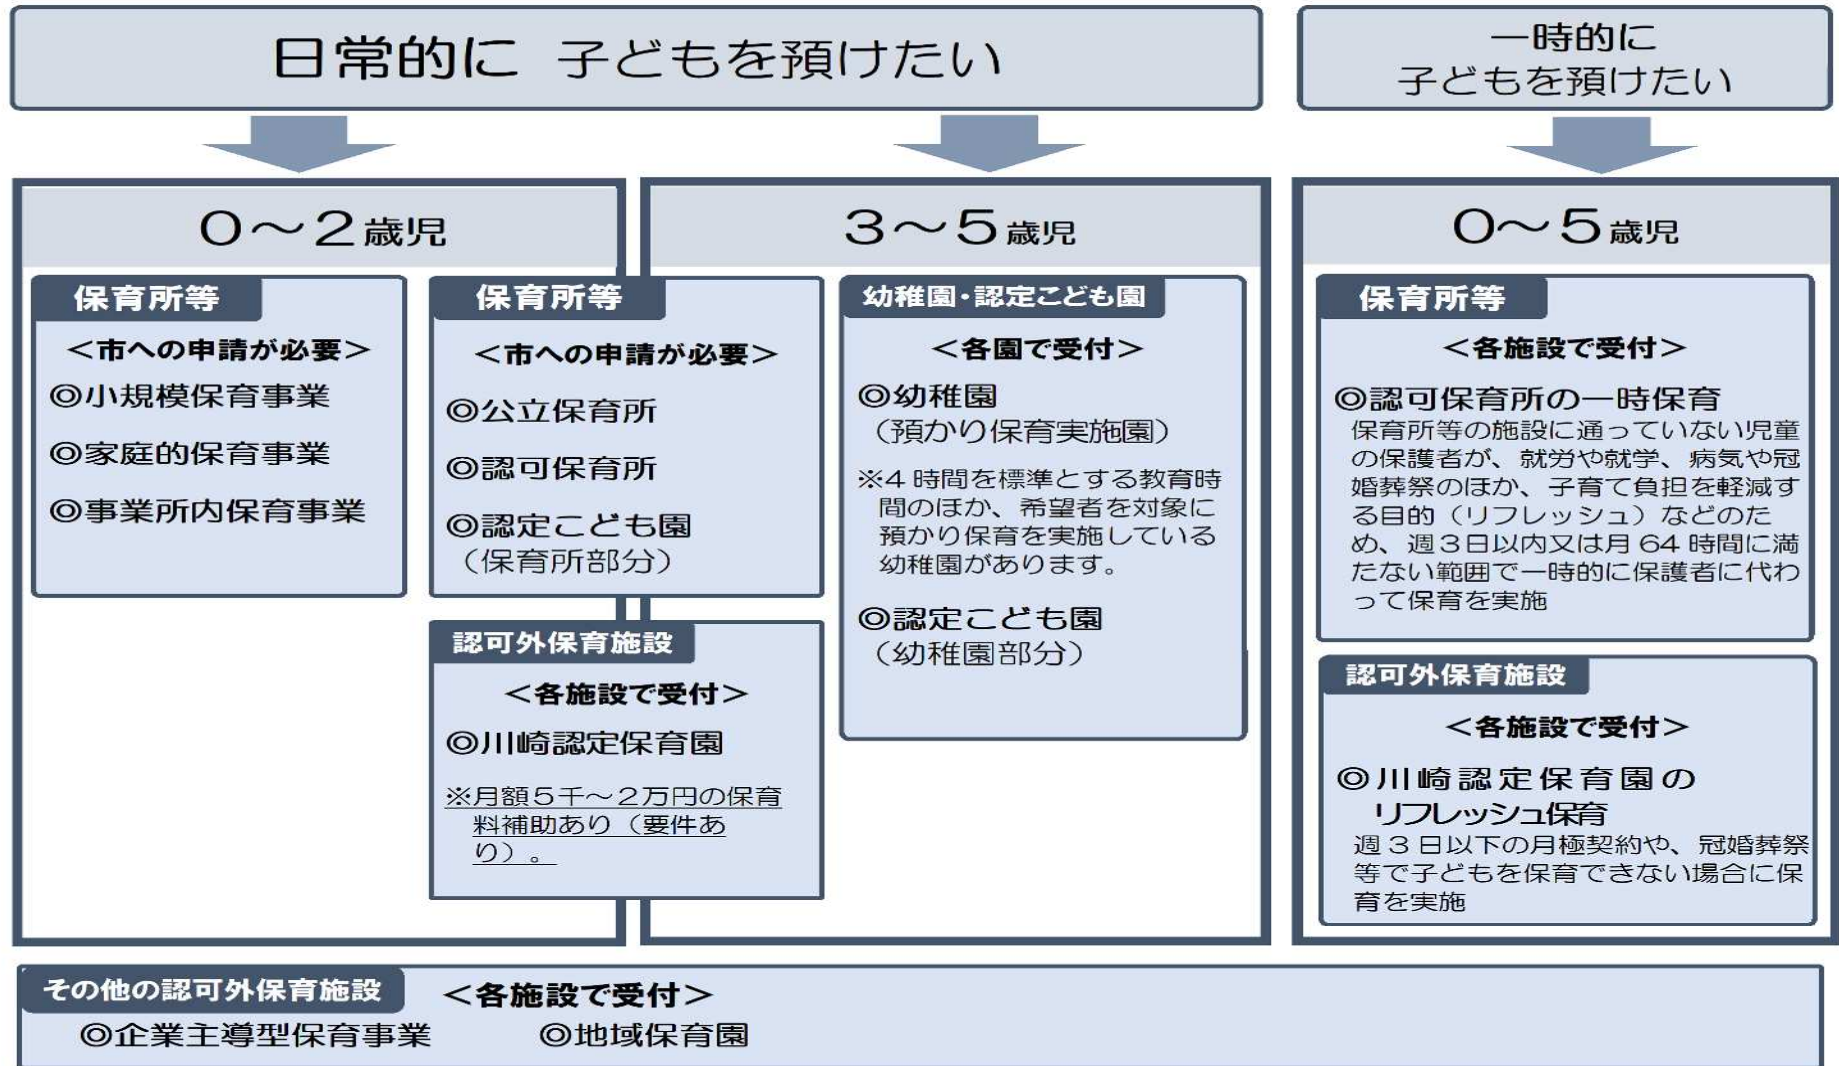 日常的に 子どもを預けたい
一時的に
子どもを預けたい
0～2歳児
保育所等
＜市への申請が必要＞
◎小規模保育事業
◎家庭的保育事業
◎事業所内保育事業
保育所等
＜市への申請が必要＞
◎公立保育所
◎認可保育所
◎認定こども園
（保育所部分）
認可外保育施設
＜各施設で受付＞
◎川崎認定保育園
※月額5千～2万円の保育
料補助あり（要件あ
り）。
3～5歳児
幼稚園・認定こども園
＜各園で受付＞
◎幼稚園
（預かり保育実施園）
※4時間を標準とする教育時
間のほか、希望者を対象に
預かり保育を実施している
幼稚園があります。
◎認定こども園
（幼稚園部分）
0～5歳児
保育所等
＜各施設で受付＞
◎認可保育所の一時保育
保育所等の施設に通っていない児童
の保護者が、就労や就学、病気や冠
婚葬祭のほか、子育て負担を軽減す
る目的（リフレッシュ）などのた
め、週3日以内又は月64時間に満
たない範囲で一時的に保護者に代わ
って保育を実施
認可外保育施設
＜各施設で受付＞
◎川崎認定保育園の
リフレッシュ保育
週3日以下の月極契約や、冠婚葬祭
等で子どもを保育できない場合に保
育を実施
その他の認可外保育施設 ＜各施設で受付＞
◎企業主導型保育事業 ◎地域保育園